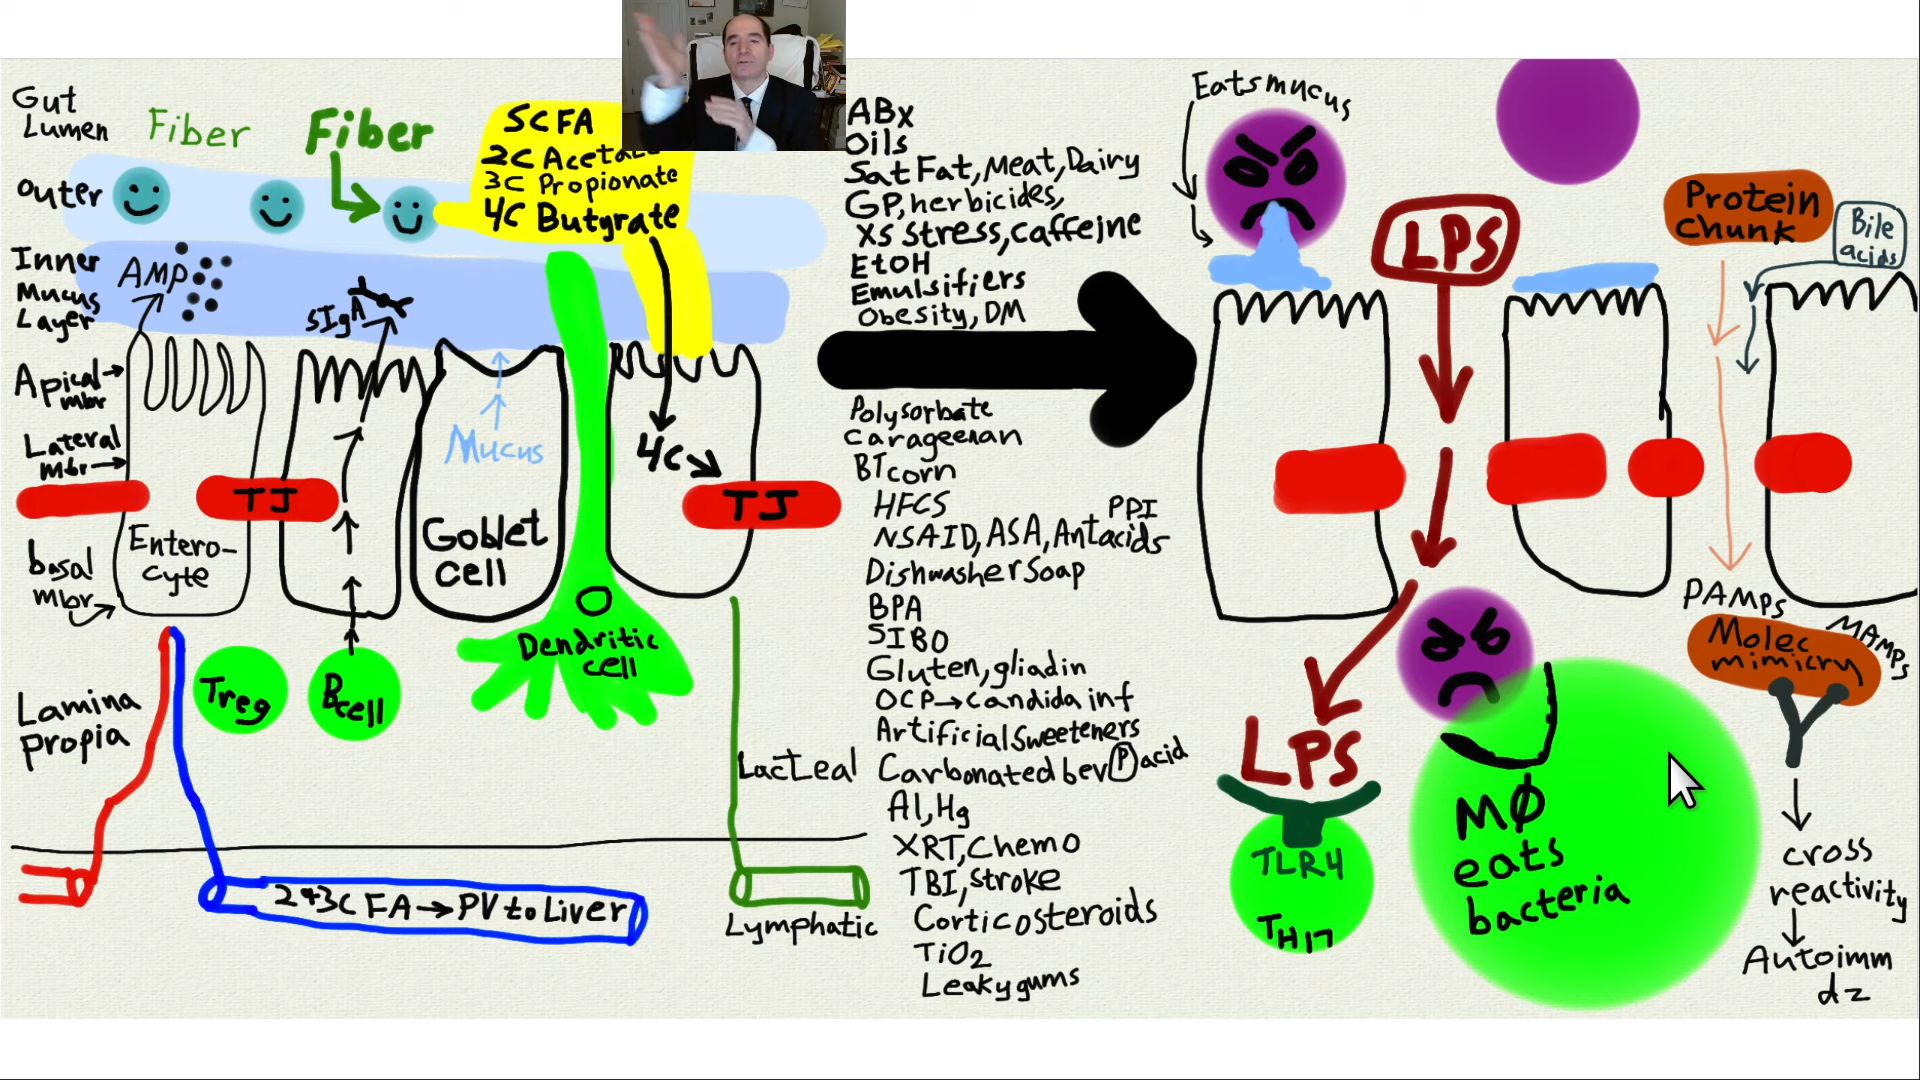 Gut
Lumen
Fiber
Fiber
SCFA
2C Acetate
3C Propionate
4C Butyrate
outer
Inner
Mucus
Layer
AMP
sIgA
Apical
mbr
Lateral
mbr
basal
mbr
Mucus
4C
TJ
TJ
Entero-
cyte
Goblet
cell
Dendritic
cell
Treg
B cell
Lamina
propia
Lacteal
2+3C FA→PV to Liver
Lymphatic
ABx
Oils
Sat Fat, Meat, Dairy
GP, herbicides,
XS stress, caffeine
EtOH
Emulsifiers
Obesity, DM
Polysorbate
Carageenan
BT corn
HFCS
PPI
NSAID, ASA, Antacids
Dishwasher Soap
BPA
SIBO
Gluten, gliadin
OCP→Candida inf
Artificial Sweeteners
Carbonated bev P acid
Al, Hg
XRT, Chemo
TBI, stroke
Corticosteroids
TiO2
Leaky gums
Eats mucus
LPS
Protein
Chunk
Bile
acids
PAMPs
MAMPs
Molec
mimicry
LPS
TLR4
TH17
MØ
eats
bacteria
cross
reactivity
Autoimm
dz